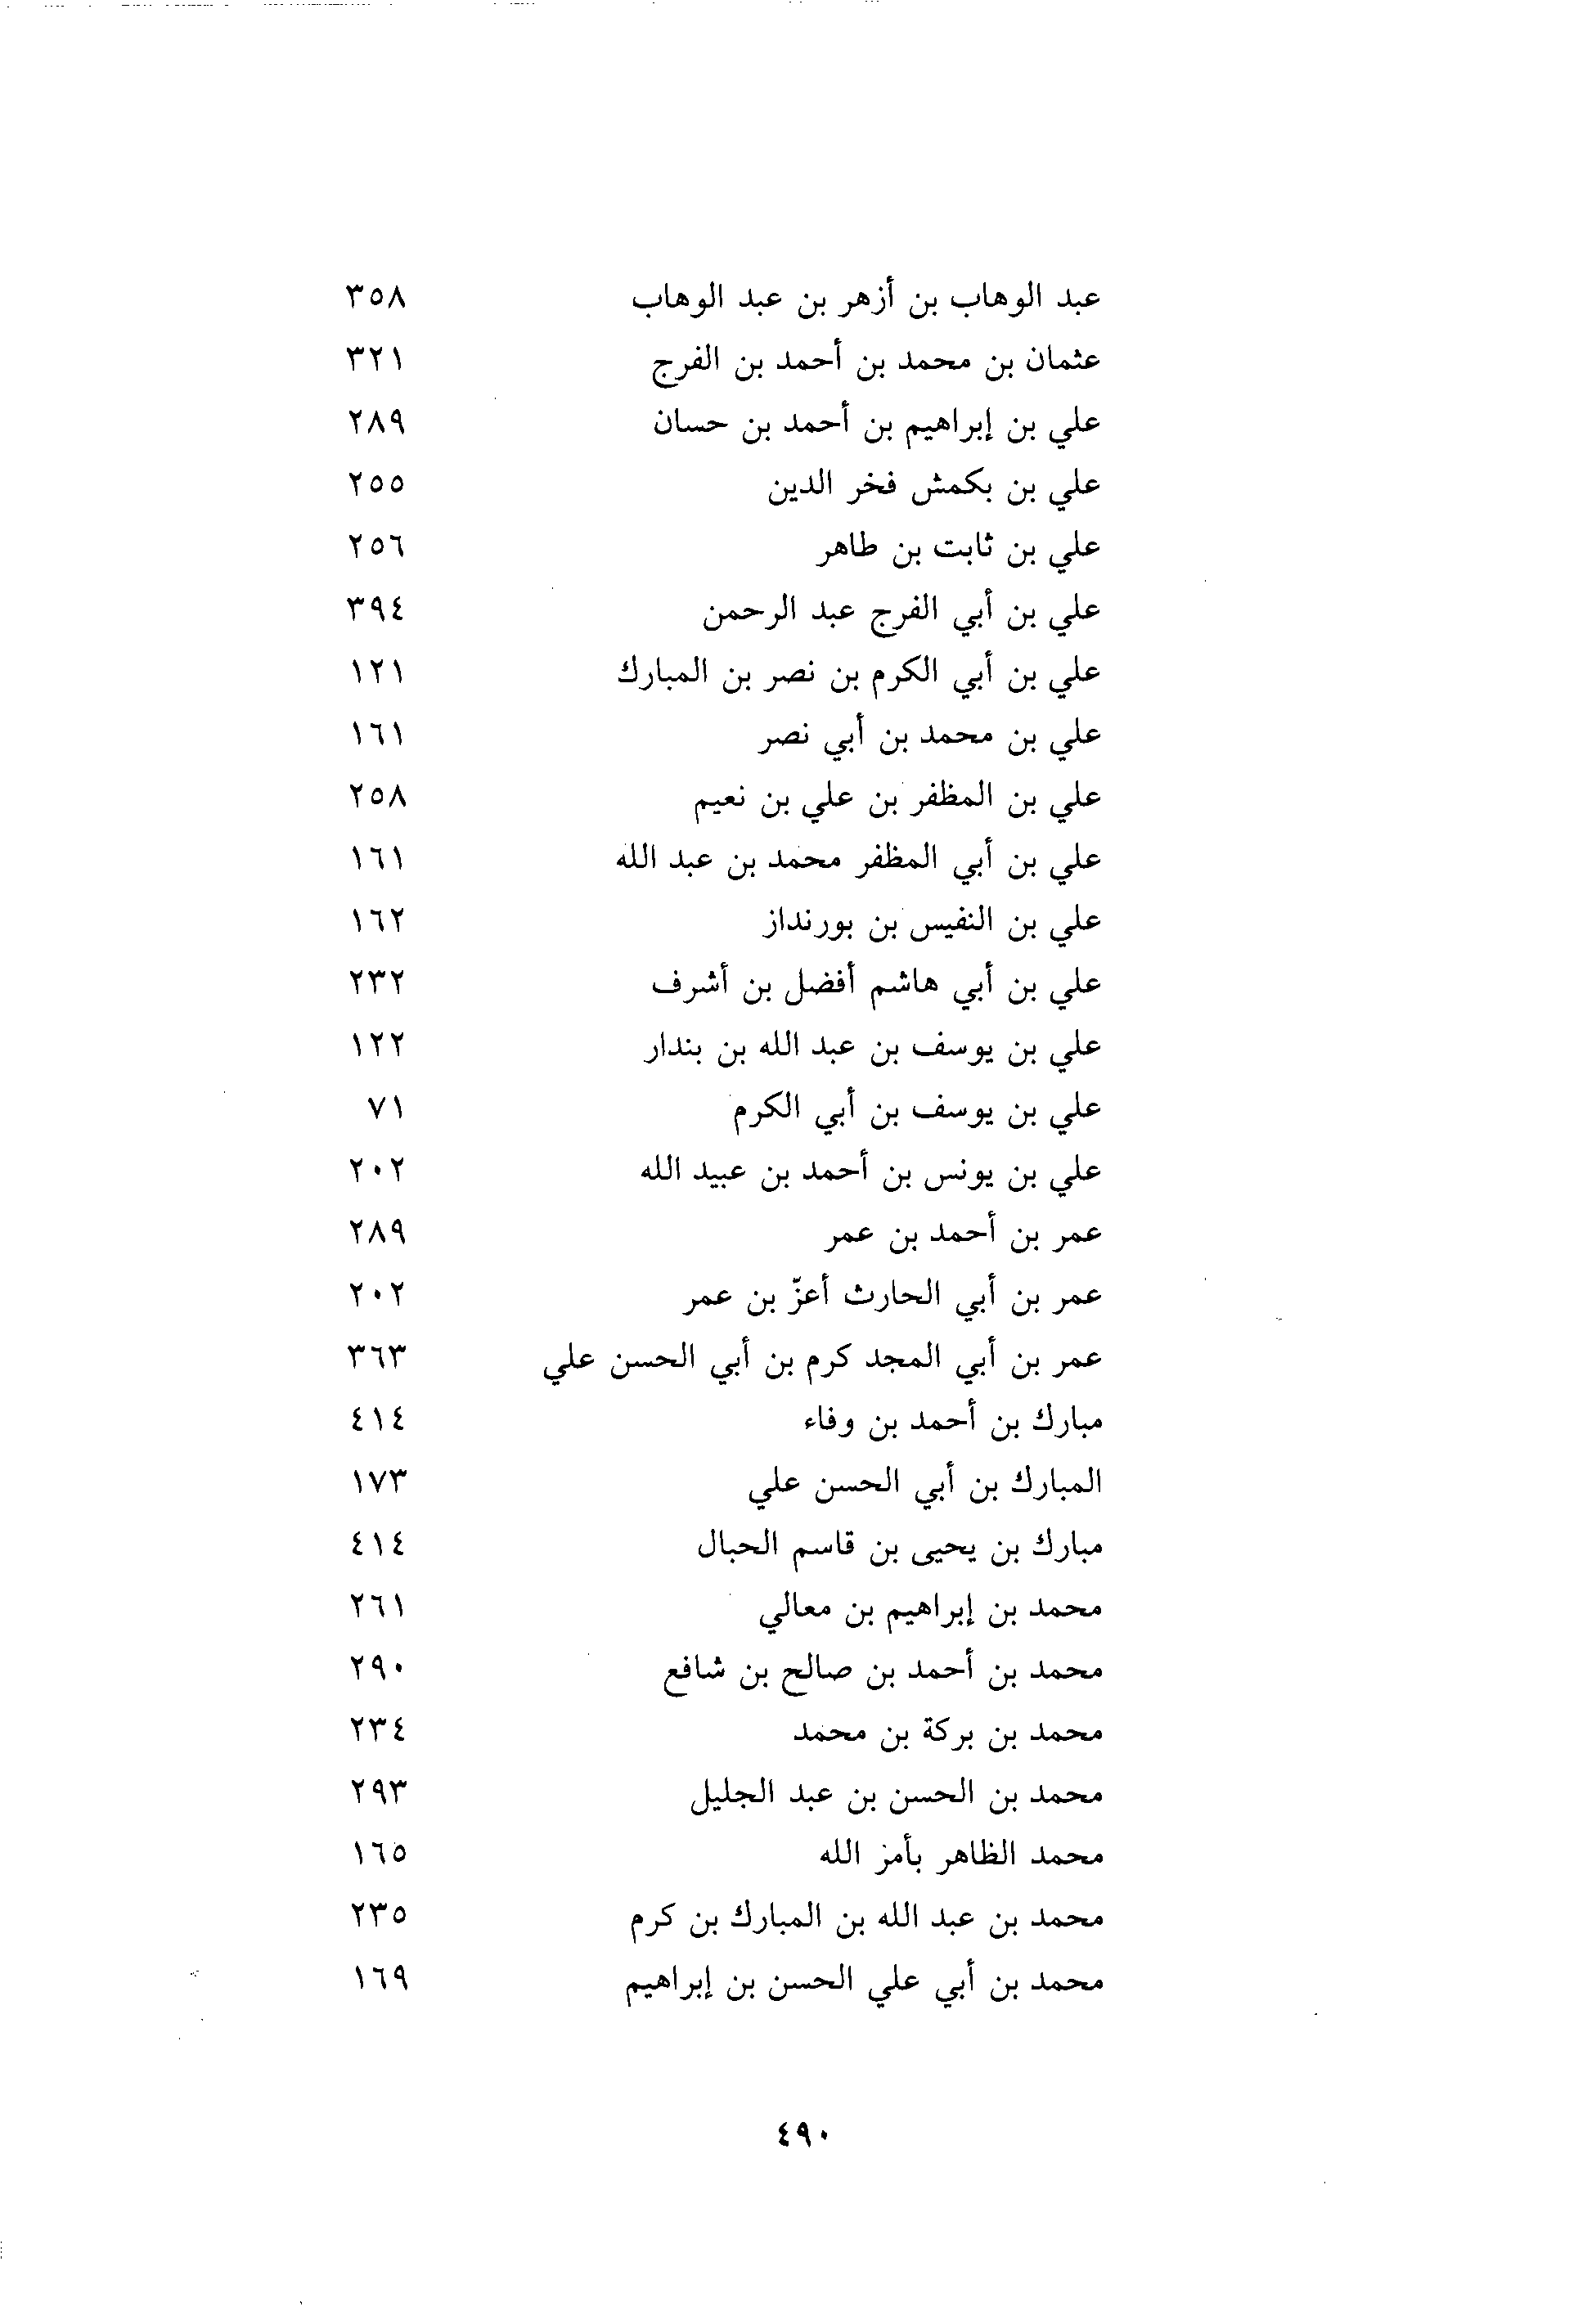 عبد الوهاب بن أزهر بن عبد الوهاب ٣٥٨
عثمان بن محمد بن أحمد بن الفرج ٣٢١
علي بن إبراهيم بن أحمد بن حسان ٢٨٩
علي بن بكمش فخر الدين ٢٥٥
علي بن ثابت بن طاهر ٢٥٦
علي بن أبي الفرج عبد الرحمن ٣٩٤
علي بن أبي الكرم بن نصر بن المبارك ١٢١
علي بن محمد بن أبي نصر ١٦١
علي بن المظفر بن علي بن نعيم ٢٥٨
علي بن أبي المظفر محمد بن عبد الله ١٦١
علي بن النفيس بن بورنداز ١٦٢
علي بن أبي هاشم أفضل بن أشرف ٢٣٢
علي بن يوسف بن عبد الله بن بندار ١٢٢
علي بن يوسف بن أبي الكرم ٧١
علي بن يونس بن أحمد بن عبيد الله ٢٠٢
عمر بن أحمد بن عمر ٢٨٩
عمر بن أبي الحارث أعزّ بن عمر ٢٠٢
عمر بن أبي المجد كرم بن أبي الحسن علي ٣٦٣
مبارك بن أحمد بن وفاء ٤١٤
المبارك بن أبي الحسن علي ١٧٣
مبارك بن يحيى بن قاسم الحبال ٤١٤
محمد بن إبراهيم بن معالي ٢٦١
محمد بن أحمد بن صالح بن شافع ٢٩٠
محمد بن بركة بن محمد ٢٣٤
محمد بن الحسن بن عبد الجليل ٢٩٣
محمد الظاهر بأمر الله ١٦٥
محمد بن عبد الله بن المبارك بن كرم ٢٣٥
محمد بن أبي علي الحسن بن إبراهيم ١٦٩
٤٩٠